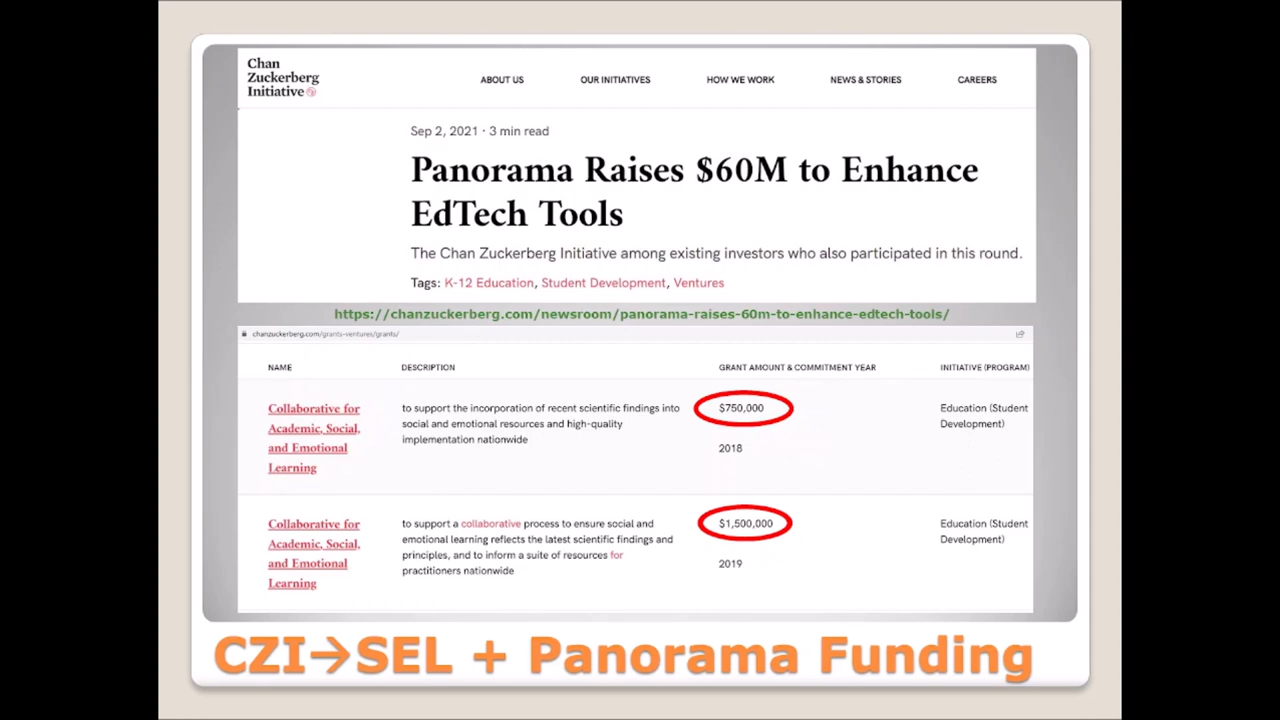 Chan
Zuckerberg
Initiative
ABOUT US
OUR INITIATIVES
HOW WE WORK
NEWS & STORIES
CAREERS
Sep 2, 2021 · 3 min read
Panorama Raises $60M to Enhance
EdTech Tools
The Chan Zuckerberg Initiative among existing investors who also participated in this round.
Tags: K-12 Education, Student Development, Ventures
https://chanzuckerberg.com/newsroom/panorama-raises-60m-to-enhance-edtech-tools/
chanzuckerberg.com/grants-ventures/grants/
NAME
DESCRIPTION
GRANT AMOUNT & COMMITMENT YEAR
INITIATIVE (PROGRAM)
Collaborative for
Academic, Social,
and Emotional
Learning
to support the incorporation of recent scientific findings into
social and emotional resources and high-quality
implementation nationwide
$750,000
2018
Education (Student
Development)
Collaborative for
Academic, Social,
and Emotional
Learning
to support a collaborative process to ensure social and
emotional learning reflects the latest scientific findings and
principles, and to inform a suite of resources for
practitioners nationwide
$1,500,000
2019
Education (Student
Development)
CZI→SEL + Panorama Funding